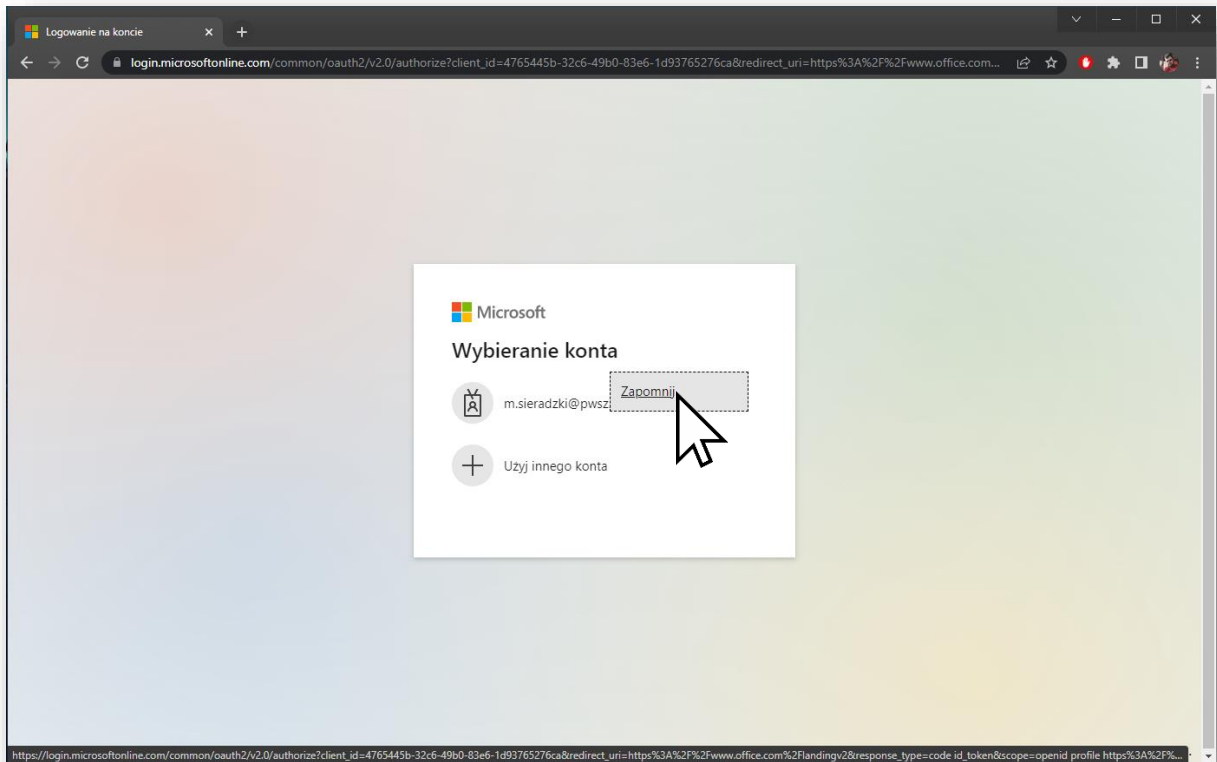 Logowanie na koncie
login.microsoftonline.com/common/oauth2/v2.0/authorize?client_id=4765445b-32c6-49b0-83e6-1d93765276ca&redirect_uri=https%3A%2F%2Fwww.office.com...
Microsoft
Wybieranie konta
Zapomnij
m.sieradzki@pwsz
Użyj innego konta
https://login.microsoftonline.com/common/oauth2/v2.0/authorize?client_id=4765445b-32c6-49b0-83e6-1d93765276ca&redirect_uri=https%3A%2F%2Fwww.office.com%2Flandingv2&response_type=code id_token&scope=openid profile https%3A%2F%...